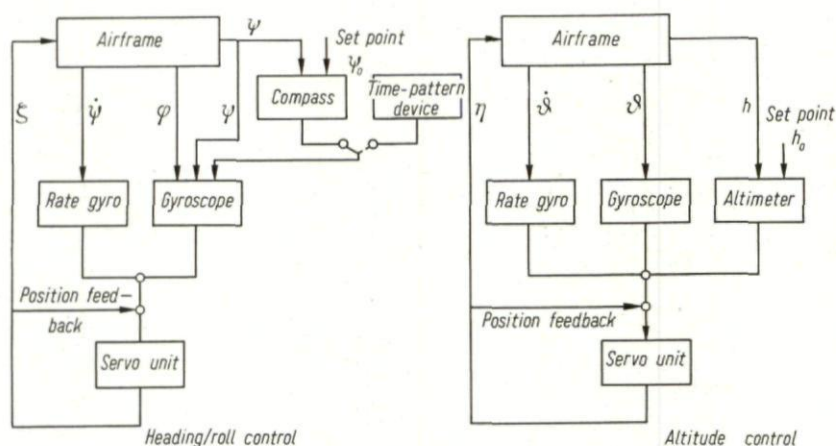 Airframe
ψ
Set point
ψ₀
Compass
Time-pattern
device
ξ
ψ̇
φ
ψ
Rate gyro
Gyroscope
Position feed–
back
Servo unit
Heading/roll control
Airframe
η
ϑ̇
ϑ
h
Set point
h₀
Rate gyro
Gyroscope
Altimeter
Position feedback
Servo unit
Altitude control